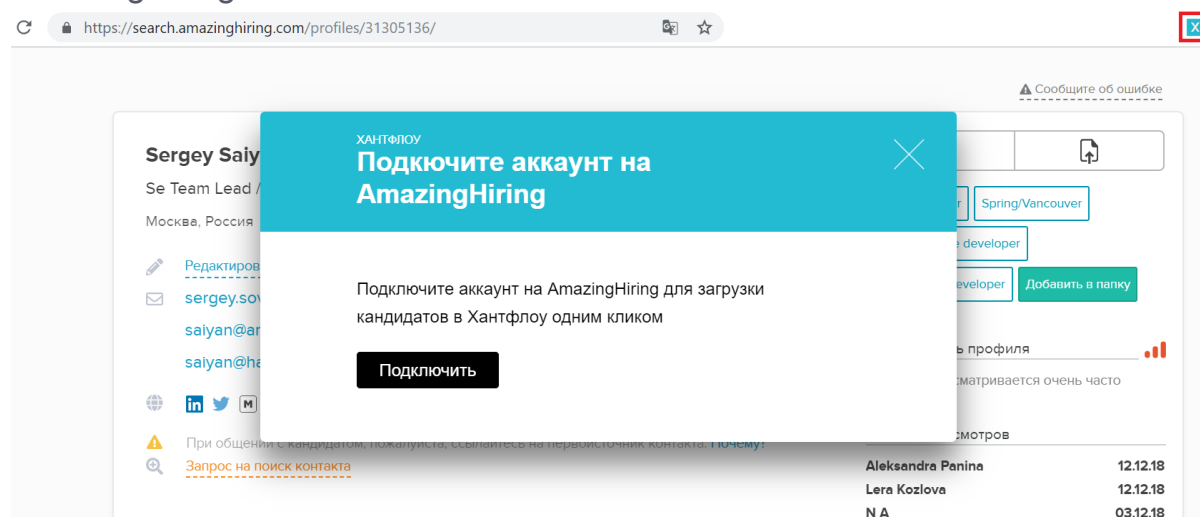 https://search.amazinghiring.com/profiles/31305136/
X
Сообщите об ошибке
Sergey Saiy
Se Team Lead /
Москва, Россия
Редактиров
sergey.sov
saiyan@ar
saiyan@ha
in M
При общении с кандидатом, пожалуйста, ссылайтесь на первоисточник контакта. Почему?
Запрос на поиск контакта
ХАНТФЛОУ
Подкючите аккаунт на
AmazingHiring
Подключите аккаунт на AmazingHiring для загрузки
кандидатов в Хантфлоу одним кликом
Подключить
r Spring/Vancouver
developer
eveloper Добавить в папку
ь профиля
сматривается очень часто
смотров
Aleksandra Panina 12.12.18
Lera Kozlova 12.12.18
N A 03.12.18